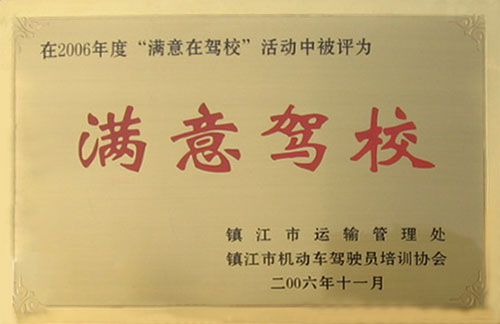 在2006年度“满意在驾校”活动中被评为
满意驾校
镇江市运输管理处
镇江市机动车驾驶员培训协会
二00六年十一月